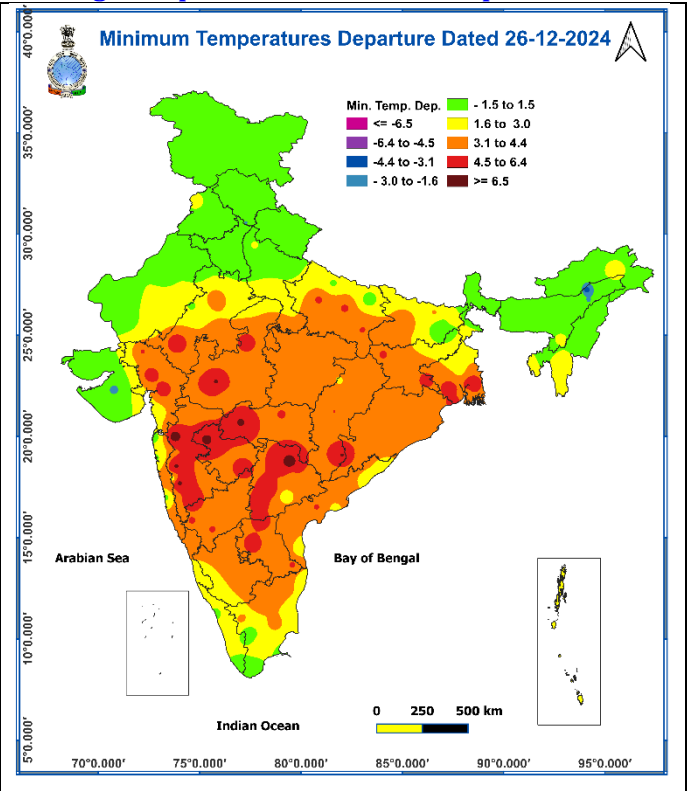 Minimum Temperatures Departure Dated 26-12-2024
Min. Temp. Dep.
<= -6.5
-6.4 to -4.5
-4.4 to -3.1
- 3.0 to -1.6
- 1.5 to 1.5
1.6 to 3.0
3.1 to 4.4
4.5 to 6.4
>= 6.5
40°0.000'
35°0.000'
30°0.000'
25°0.000'
20°0.000'
15°0.000'
10°0.000'
5°0.000'
Arabian Sea
Bay of Bengal
Indian Ocean
0 250 500 km
70°0.000' 75°0.000' 80°0.000' 85°0.000' 90°0.000' 95°0.000'